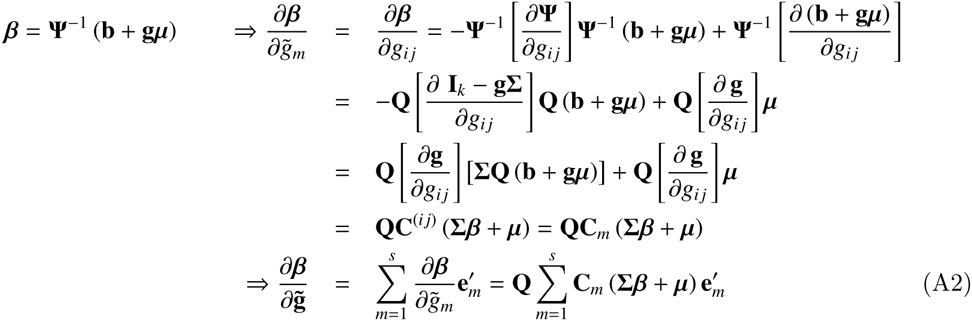 β = Ψ⁻¹ (b + gμ) ⇒ ∂β/∂g̃ₘ = ∂β/∂gᵢⱼ = −Ψ⁻¹ [∂Ψ/∂gᵢⱼ] Ψ⁻¹ (b + gμ) + Ψ⁻¹ [∂ (b + gμ)/∂gᵢⱼ]
= −Q [∂ Iₖ − gΣ/∂gᵢⱼ] Q (b + gμ) + Q [∂ g/∂gᵢⱼ] μ
= Q [∂g/∂gᵢⱼ] [ΣQ (b + gμ)] + Q [∂ g/∂gᵢⱼ] μ
= QC⁽ⁱʲ⁾ (Σβ + μ) = QCₘ (Σβ + μ)
⇒ ∂β/∂g̃ = ∑ₘ₌₁ˢ ∂β/∂g̃ₘ e′ₘ = Q ∑ₘ₌₁ˢ Cₘ (Σβ + μ) e′ₘ (A2)